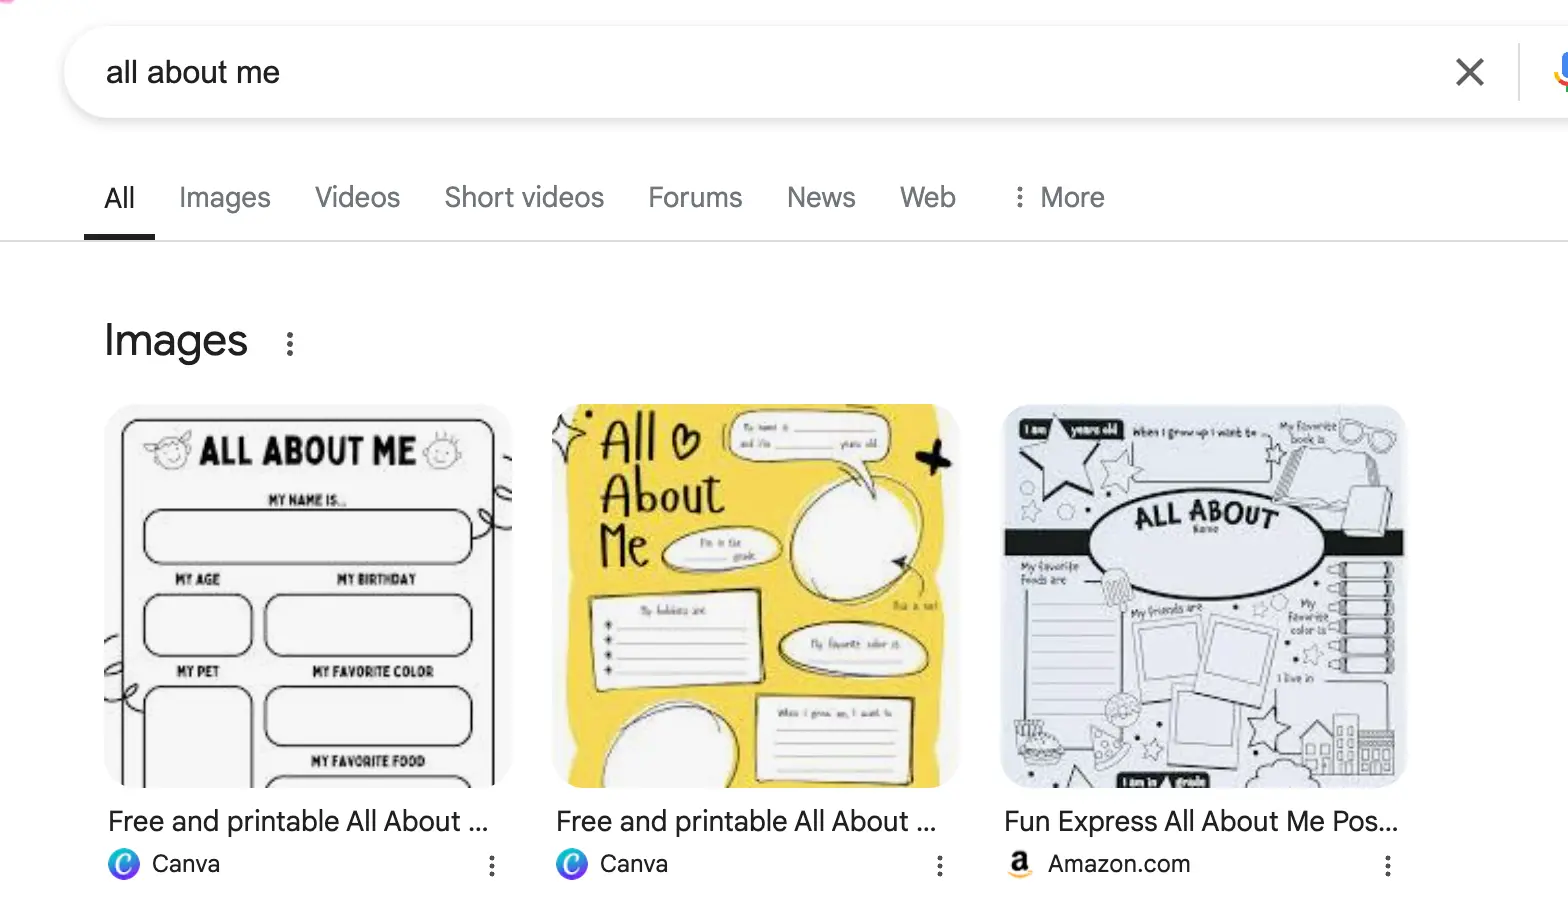 all about me
All Images Videos Short videos Forums News Web More
Images
ALL ABOUT ME
MY NAME IS...
MY AGE MY BIRTHDAY
MY PET MY FAVORITE COLOR
MY FAVORITE FOOD
All
About
Me
My name is
and I'm years old
I'm in the
grade
This is me!
My hobbies are
My favorite color is
When I grow up, I want to
I am years old
When I grow up I want to
My favorite
book is
ALL ABOUT
Name
My favorite
foods are
My friends are
My
favorite
color is
I live in
I am in grade
Free and printable All About ...
Canva
Free and printable All About ...
Canva
Fun Express All About Me Pos...
Amazon.com